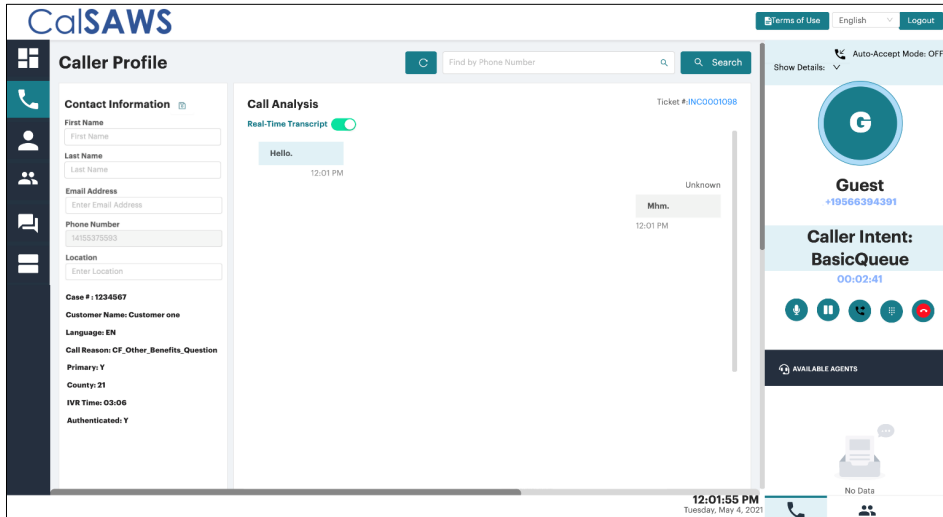 CalSAWS
Terms of Use
English
Logout
Caller Profile
Find by Phone Number
Search
Auto-Accept Mode: OFF
Show Details:
Contact Information
First Name
First Name
Last Name
Last Name
Email Address
Enter Email Address
Phone Number
14155375593
Location
Enter Location
Case # : 1234567
Customer Name: Customer one
Language: EN
Call Reason: CF_Other_Benefits_Question
Primary: Y
County: 21
IVR Time: 03:06
Authenticated: Y
Call Analysis
Ticket #:INC0001098
Real-Time Transcript
Hello.
12:01 PM
Unknown
Mhm.
12:01 PM
G
Guest
+19566394391
Caller Intent:
BasicQueue
00:02:41
AVAILABLE AGENTS
No Data
12:01:55 PM
Tuesday, May 4, 2021